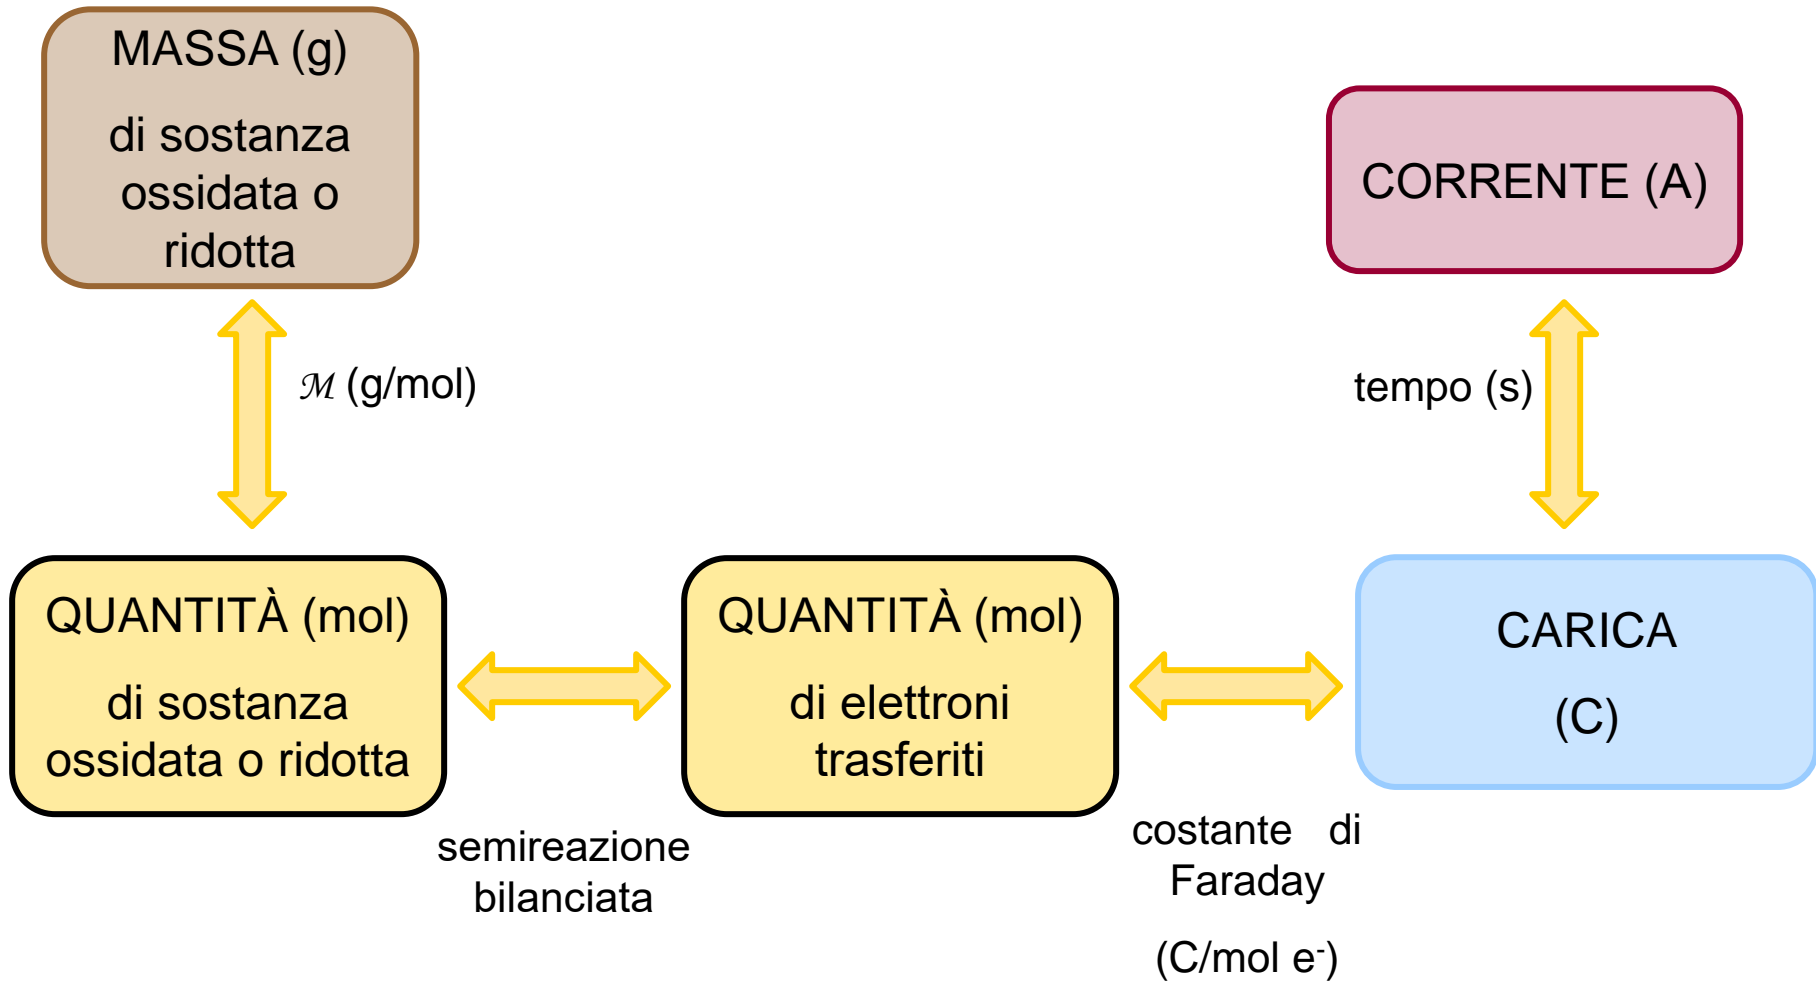 MASSA (g)
di sostanza
ossidata o
ridotta
CORRENTE (A)
ℳ (g/mol)
tempo (s)
QUANTITÀ (mol)
di sostanza
ossidata o ridotta
QUANTITÀ (mol)
di elettroni
trasferiti
CARICA
(C)
semireazione
bilanciata
costante di
Faraday
(C/mol e⁻)